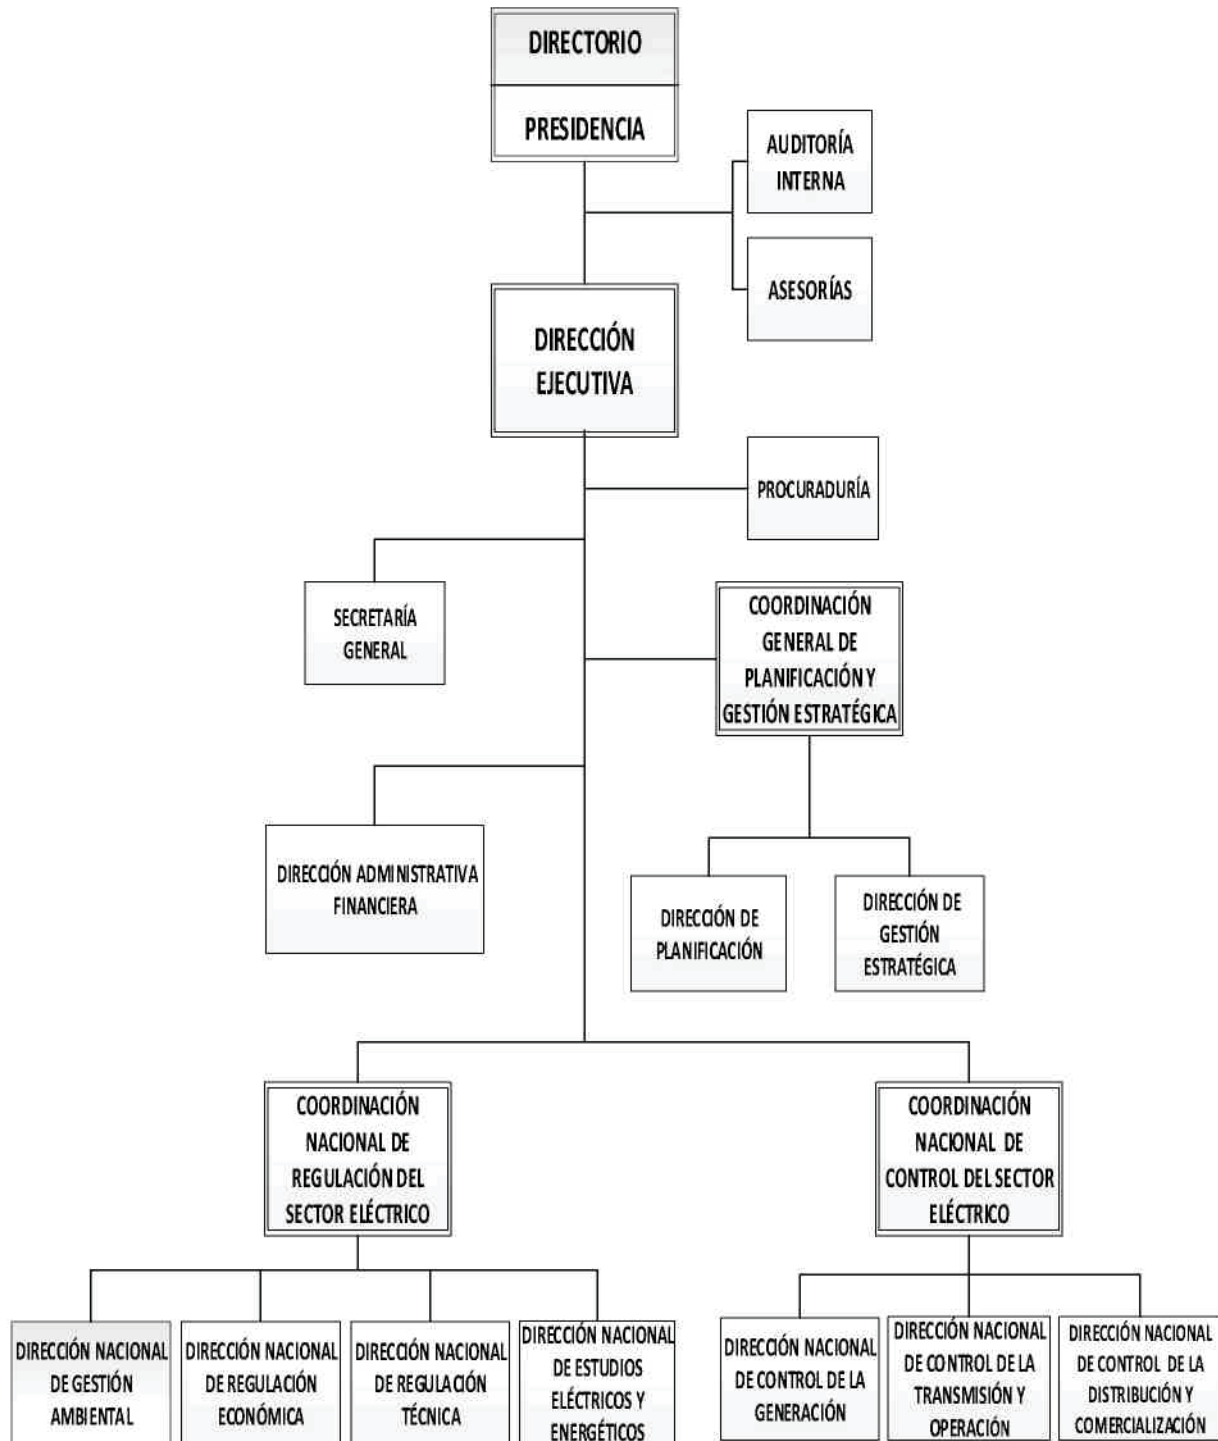 DIRECTORIO
PRESIDENCIA
AUDITORÍA
INTERNA
ASESORÍAS
DIRECCIÓN
EJECUTIVA
PROCURADURÍA
SECRETARÍA
GENERAL
COORDINACIÓN
GENERAL DE
PLANIFICACIÓN Y
GESTIÓN ESTRATÉGICA
DIRECCIÓN ADMINISTRATIVA
FINANCIERA
DIRECCIÓN DE
PLANIFICACIÓN
DIRECCIÓN DE
GESTIÓN
ESTRATÉGICA
COORDINACIÓN
NACIONAL DE
REGULACIÓN DEL
SECTOR ELÉCTRICO
COORDINACIÓN
NACIONAL DE
CONTROL DEL SECTOR
ELÉCTRICO
DIRECCIÓN NACIONAL
DE GESTIÓN
AMBIENTAL
DIRECCIÓN NACIONAL
DE REGULACIÓN
ECONÓMICA
DIRECCIÓN NACIONAL
DE REGULACIÓN
TÉCNICA
DIRECCIÓN NACIONAL
DE ESTUDIOS
ELÉCTRICOS Y
ENERGÉTICOS
DIRECCIÓN NACIONAL
DE CONTROL DE LA
GENERACIÓN
DIRECCIÓN NACIONAL
DE CONTROL DE LA
TRANSMISIÓN Y
OPERACIÓN
DIRECCIÓN NACIONAL
DE CONTROL DE LA
DISTRIBUCIÓN Y
COMERCIALIZACIÓN